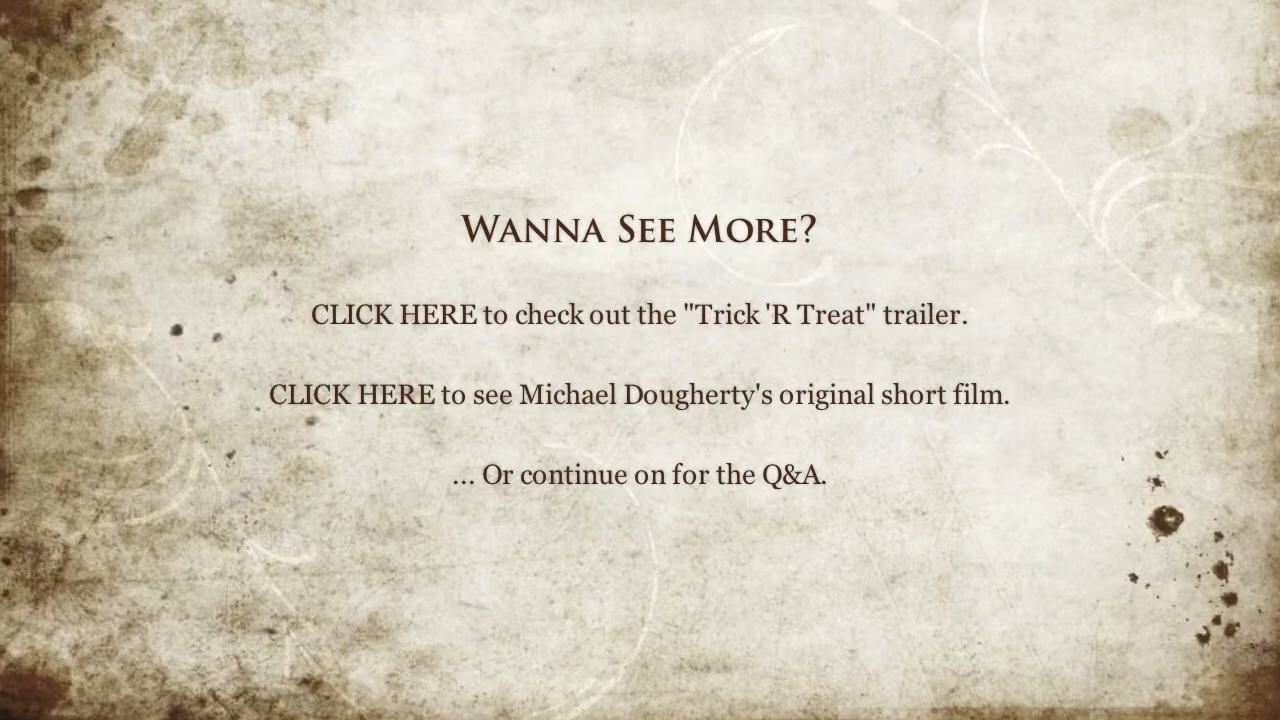 Wanna See More?
CLICK HERE to check out the "Trick 'R Treat" trailer.
CLICK HERE to see Michael Dougherty's original short film.
... Or continue on for the Q&A.